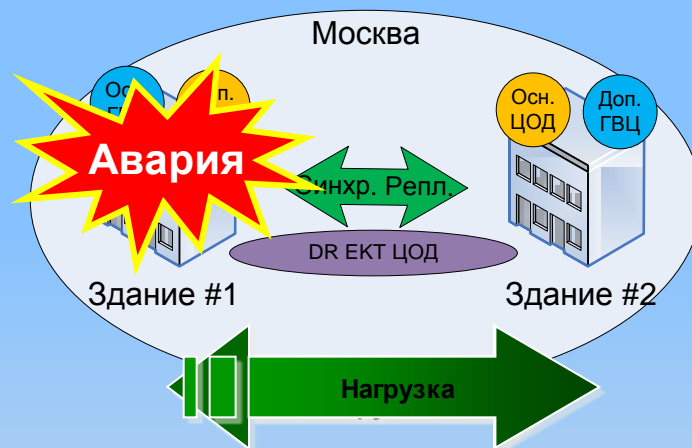 Москва
Осн.
ЦОД
Доп.
ГВЦ
Авария
Синхр. Репл.
DR EKT ЦОД
Здание #1
Здание #2
Нагрузка